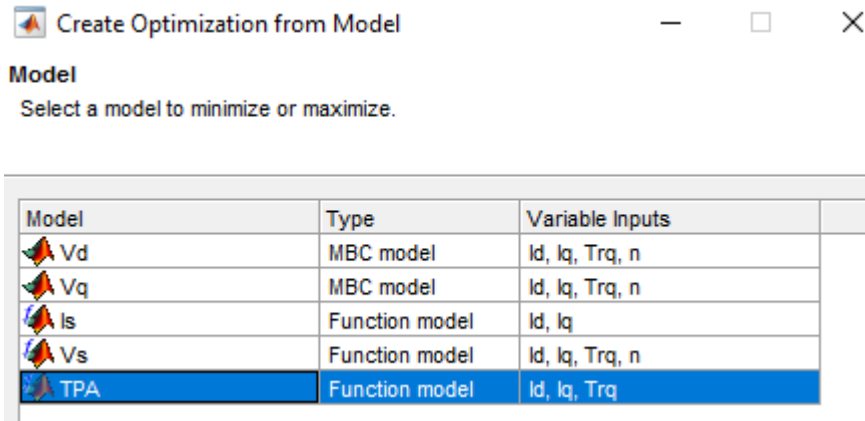 Create Optimization from Model
Model
Select a model to minimize or maximize.
Model Type Variable Inputs
Vd MBC model Id, Iq, Trq, n
Vq MBC model Id, Iq, Trq, n
Is Function model Id, Iq
Vs Function model Id, Iq, Trq, n
TPA Function model Id, Iq, Trq